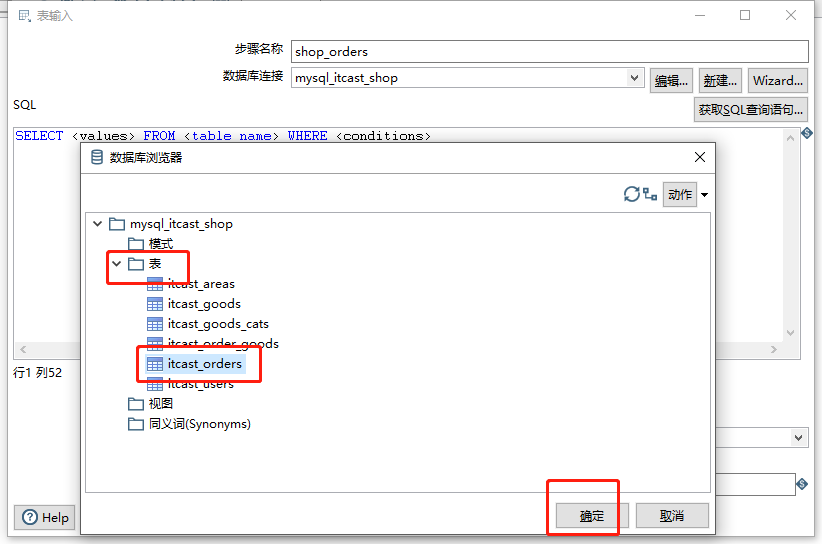 表输入
步骤名称 shop_orders
数据库连接 mysql_itcast_shop 编辑... 新建... Wizard...
SQL 获取SQL查询语句...
SELECT <values> FROM <table name> WHERE <conditions>
数据库浏览器
动作
mysql_itcast_shop
模式
表
itcast_areas
itcast_goods
itcast_goods_cats
itcast_order_goods
itcast_orders
itcast_users
视图
同义词(Synonyms)
行1 列52
确定 取消
Help